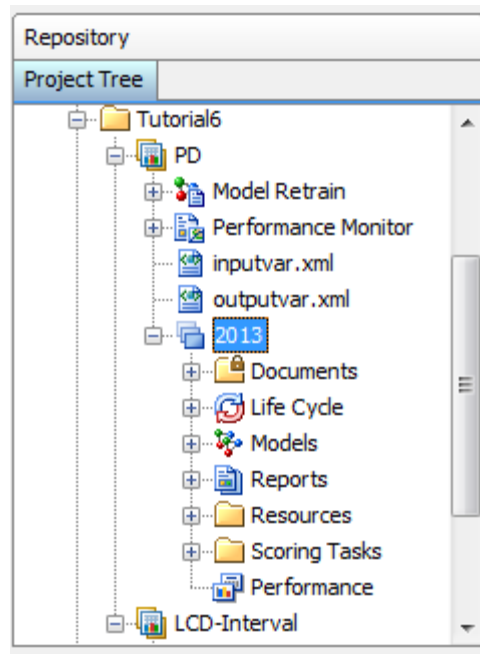 Repository
Project Tree
Tutorial6
PD
Model Retrain
Performance Monitor
inputvar.xml
outputvar.xml
2013
Documents
Life Cycle
Models
Reports
Resources
Scoring Tasks
Performance
LCD-Interval